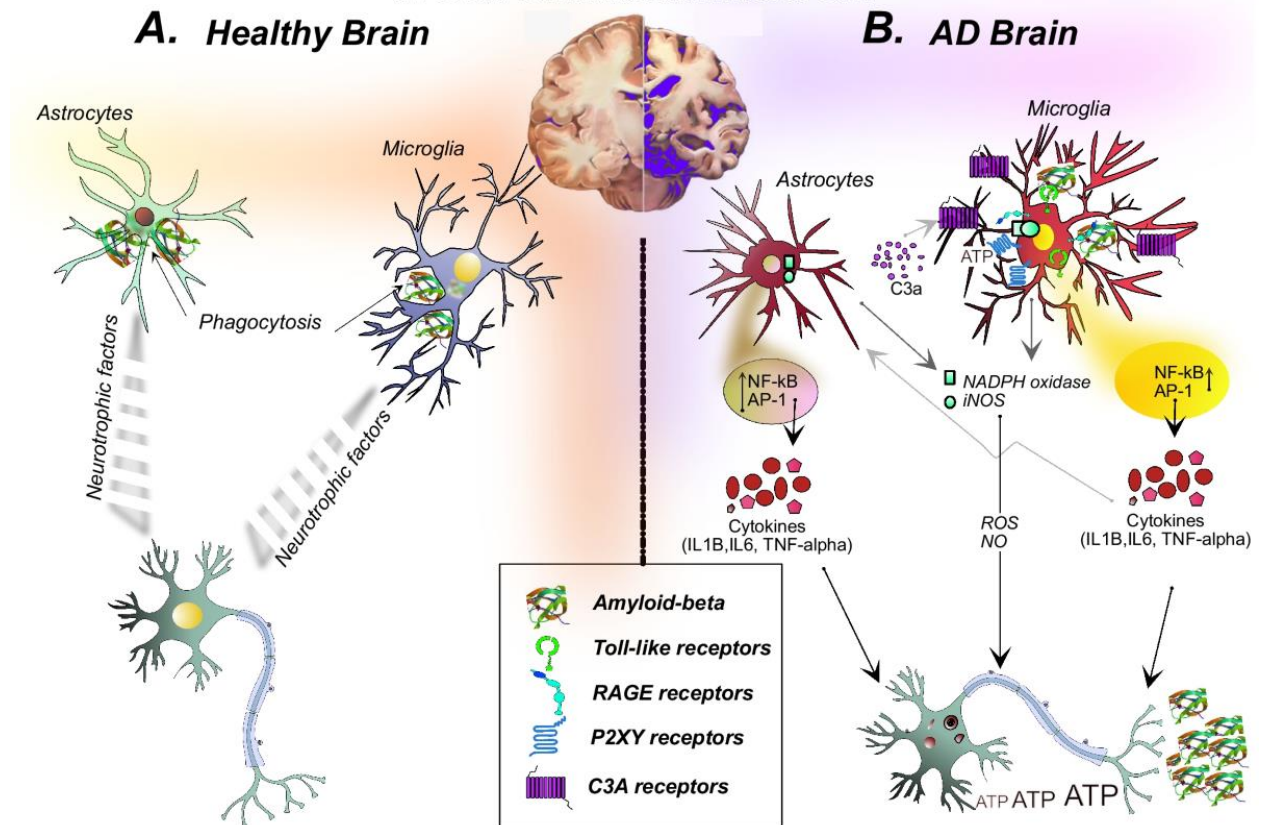 A. Healthy Brain
B. AD Brain
Astrocytes
Microglia
Phagocytosis
Neurotrophic factors
Neurotrophic factors
Microglia
Astrocytes
ATP
C3a
NF-kB
AP-1
NADPH oxidase
iNOS
NF-kB
AP-1
Cytokines
(IL1B,IL6, TNF-alpha)
ROS
NO
Cytokines
(IL1B,IL6, TNF-alpha)
Amyloid-beta
Toll-like receptors
RAGE receptors
P2XY receptors
C3A receptors
ATP ATP ATP